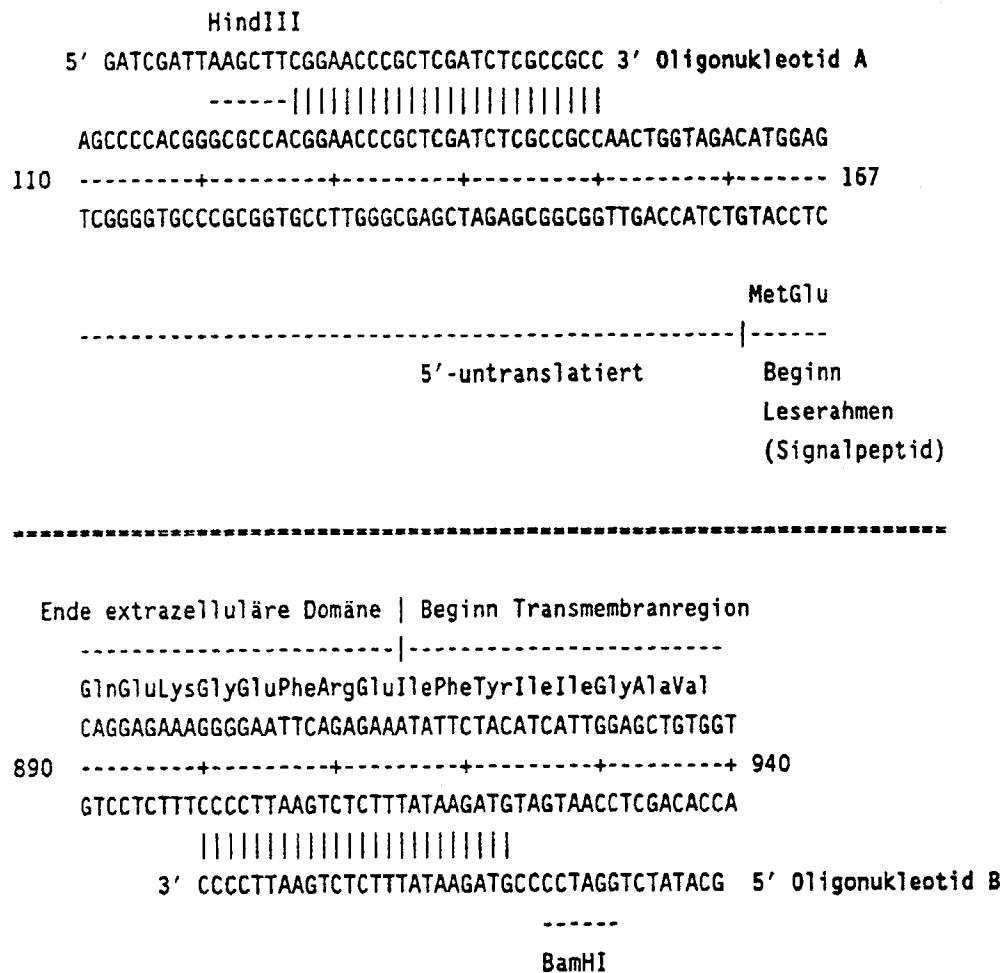 HindIII
5' GATCGATTAAGCTTCGGAACCCGCTCGATCTCGCCGCC 3' Oligonukleotid A
------||||||||||||||||||||||||
AGCCCCACGGGCGCCACGGAACCCGCTCGATCTCGCCGCCAACTGGTAGACATGGAG
110 ---------+---------+---------+---------+---------+------- 167
TCGGGGTGCCCGCGGTGCCTTGGGCGAGCTAGAGCGGCGGTTGACCATCTGTACCTC
MetGlu
--------------------------------------------------|------
5'-untranslatiert Beginn
Leserahmen
(Signalpeptid)
======================================================================
Ende extrazelluläre Domäne | Beginn Transmembranregion
------------------------|------------------------
GlnGluLysGlyGluPheArgGluIlePheTyrIleIleGlyAlaVal
CAGGAGAAAGGGGAATTCAGAGAAATATTCTACATCATTGGAGCTGTGGT
890 ---------+---------+---------+---------+---------+ 940
GTCCTCTTTCCCCTTAAGTCTCTTTATAAGATGTAGTAACCTCGACACCA
||||||||||||||||||||||||
3' CCCCTTAAGTCTCTTTATAAGATGCCCCTAGGTCTATACG 5' Oligonukleotid B
------
BamHI